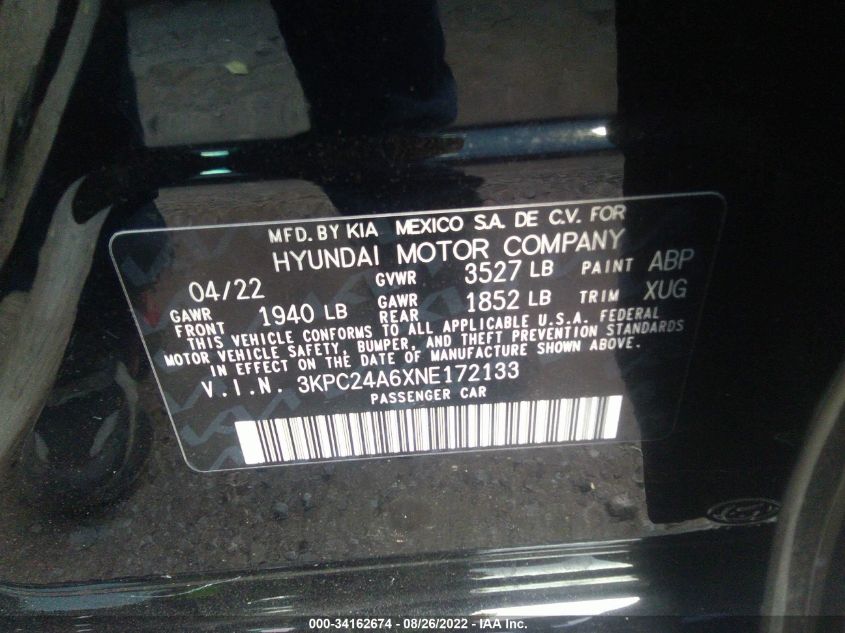 MFD. BY KIA MEXICO S.A. DE C.V. FOR
HYUNDAI MOTOR COMPANY
04/22 GVWR 3527 LB PAINT ABP
GAWR FRONT 1940 LB GAWR REAR 1852 LB TRIM XUG
THIS VEHICLE CONFORMS TO ALL APPLICABLE U.S.A. FEDERAL
MOTOR VEHICLE SAFETY, BUMPER, AND THEFT PREVENTION STANDARDS
IN EFFECT ON THE DATE OF MANUFACTURE SHOWN ABOVE.
V.I.N. 3KPC24A6XNE172133
PASSENGER CAR
000-34162674 - 08/26/2022 - IAA Inc.